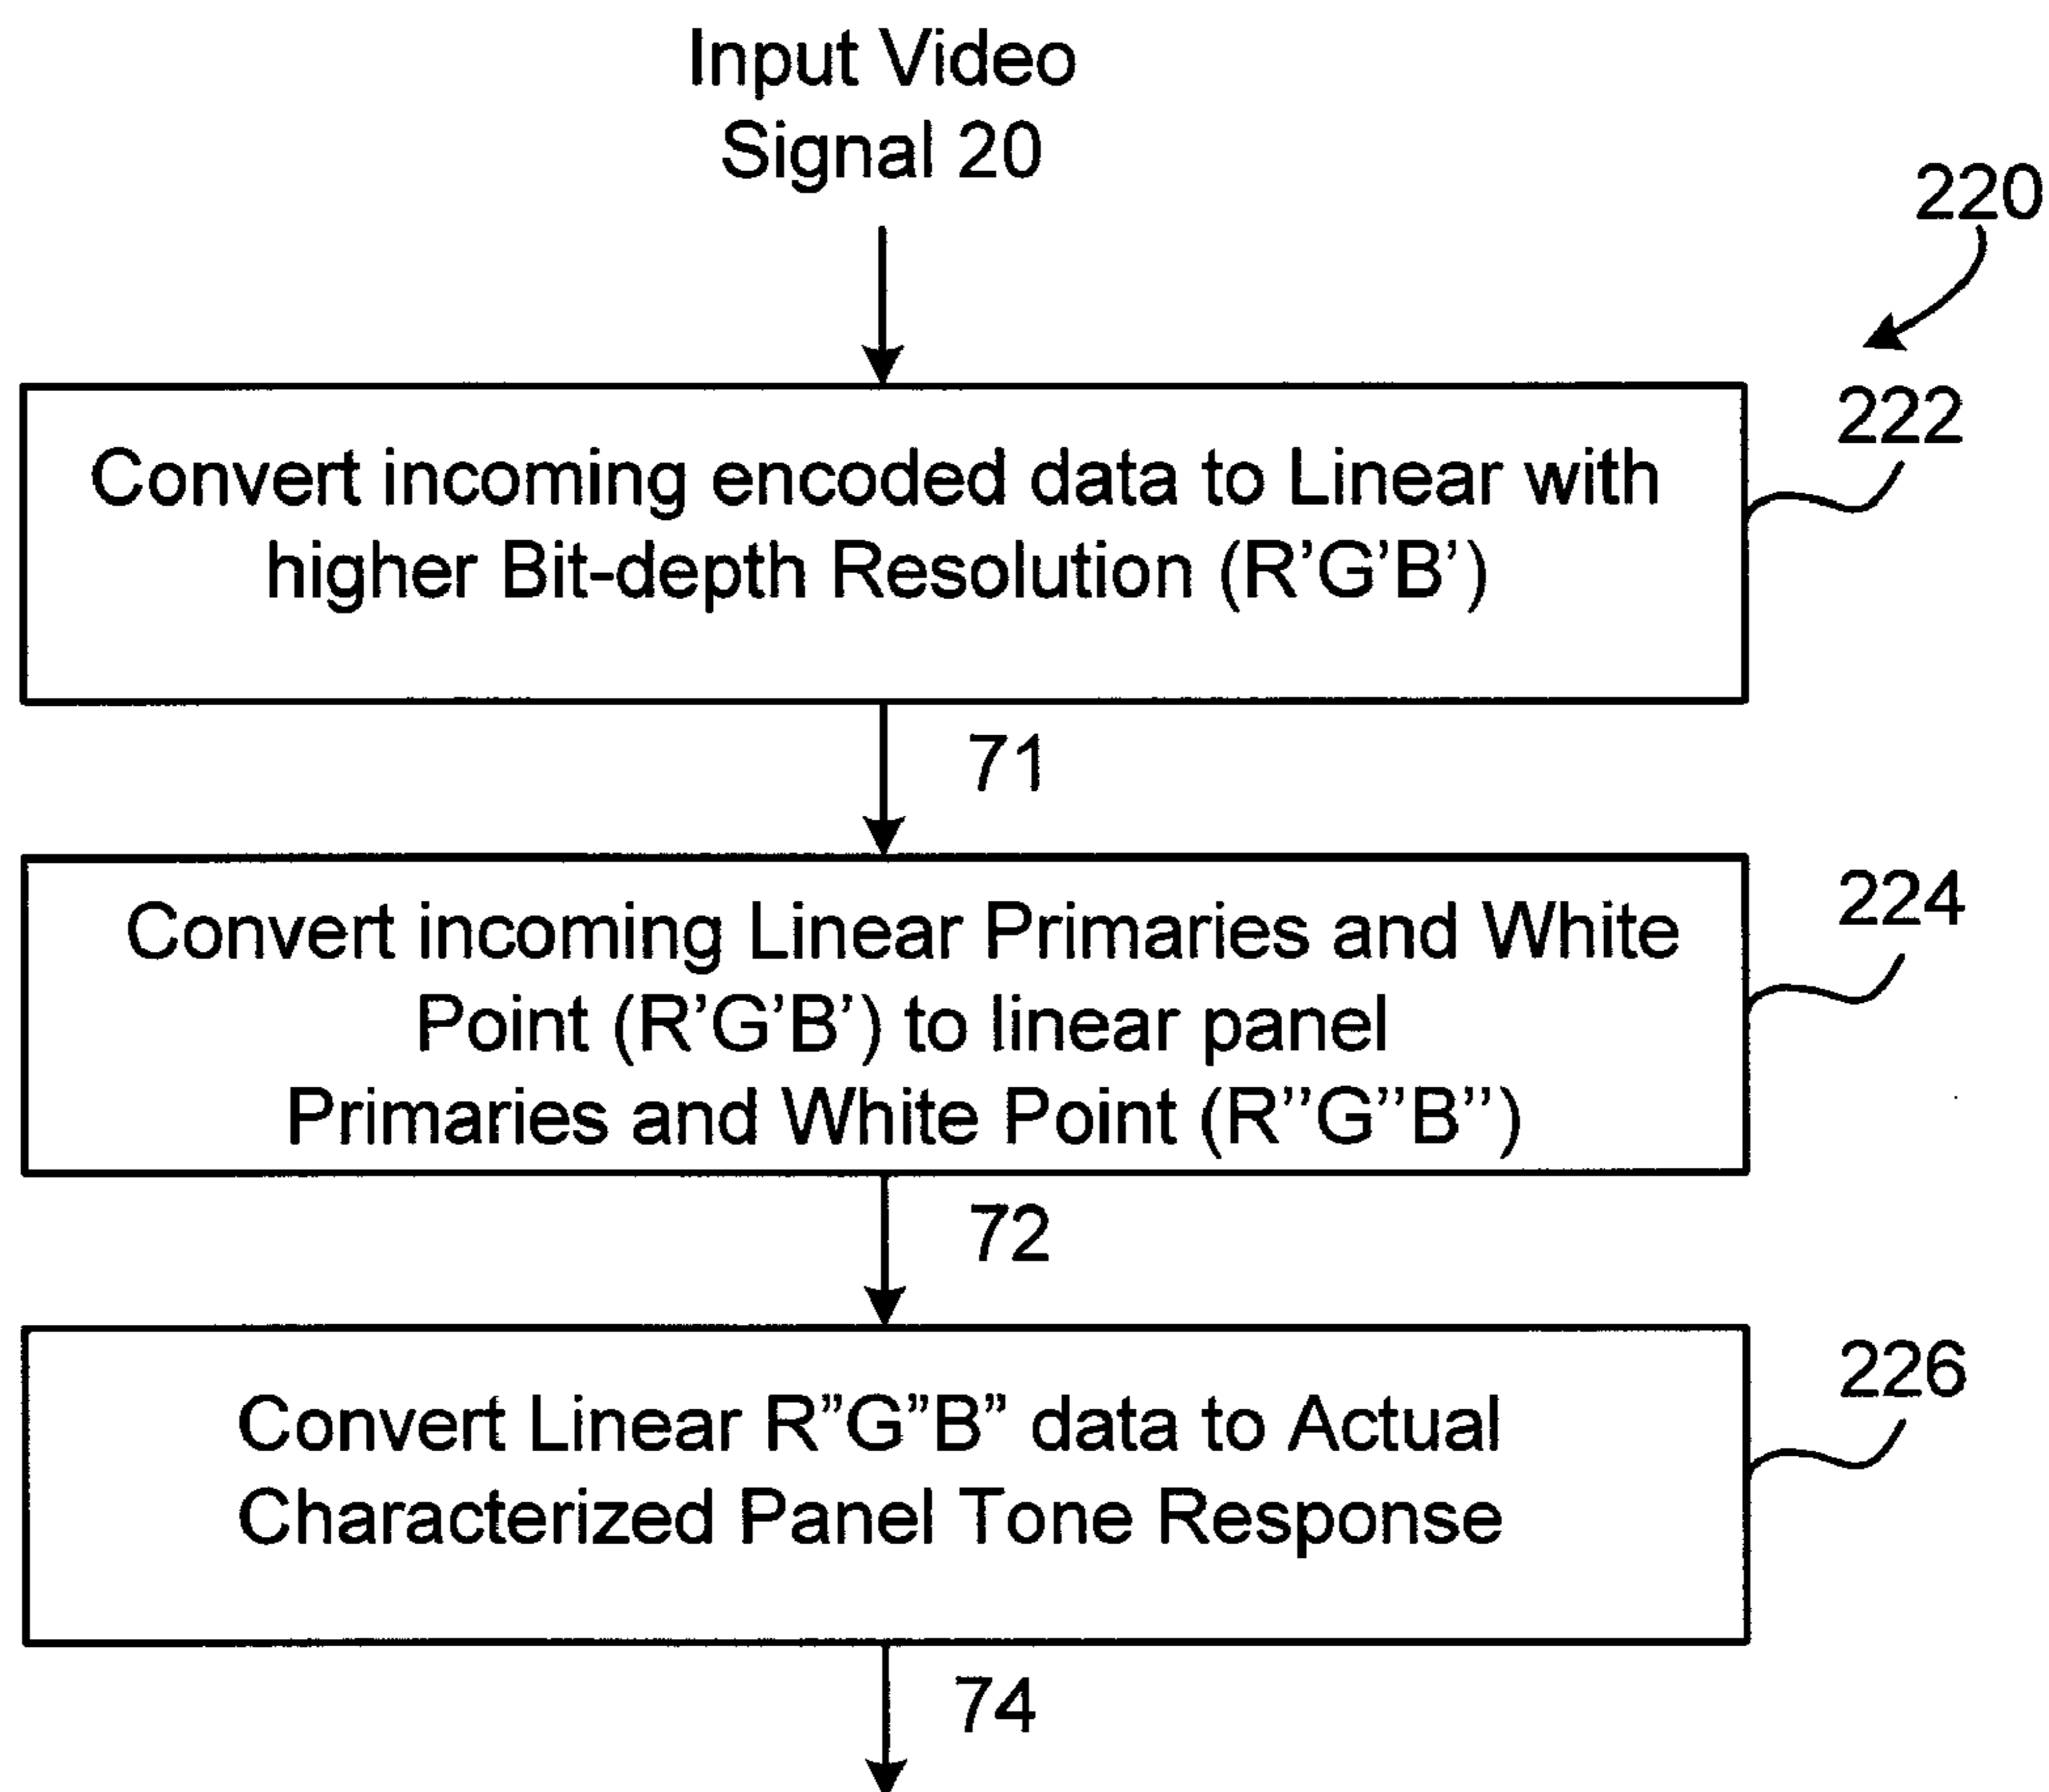 Input Video
Signal 20
220
222
Convert incoming encoded data to Linear with
higher Bit-depth Resolution (R’G’B’)
71
224
Convert incoming Linear Primaries and White
Point (R’G’B’) to linear panel
Primaries and White Point (R’’G’’B’’)
72
226
Convert Linear R”G”B” data to Actual
Characterized Panel Tone Response
74